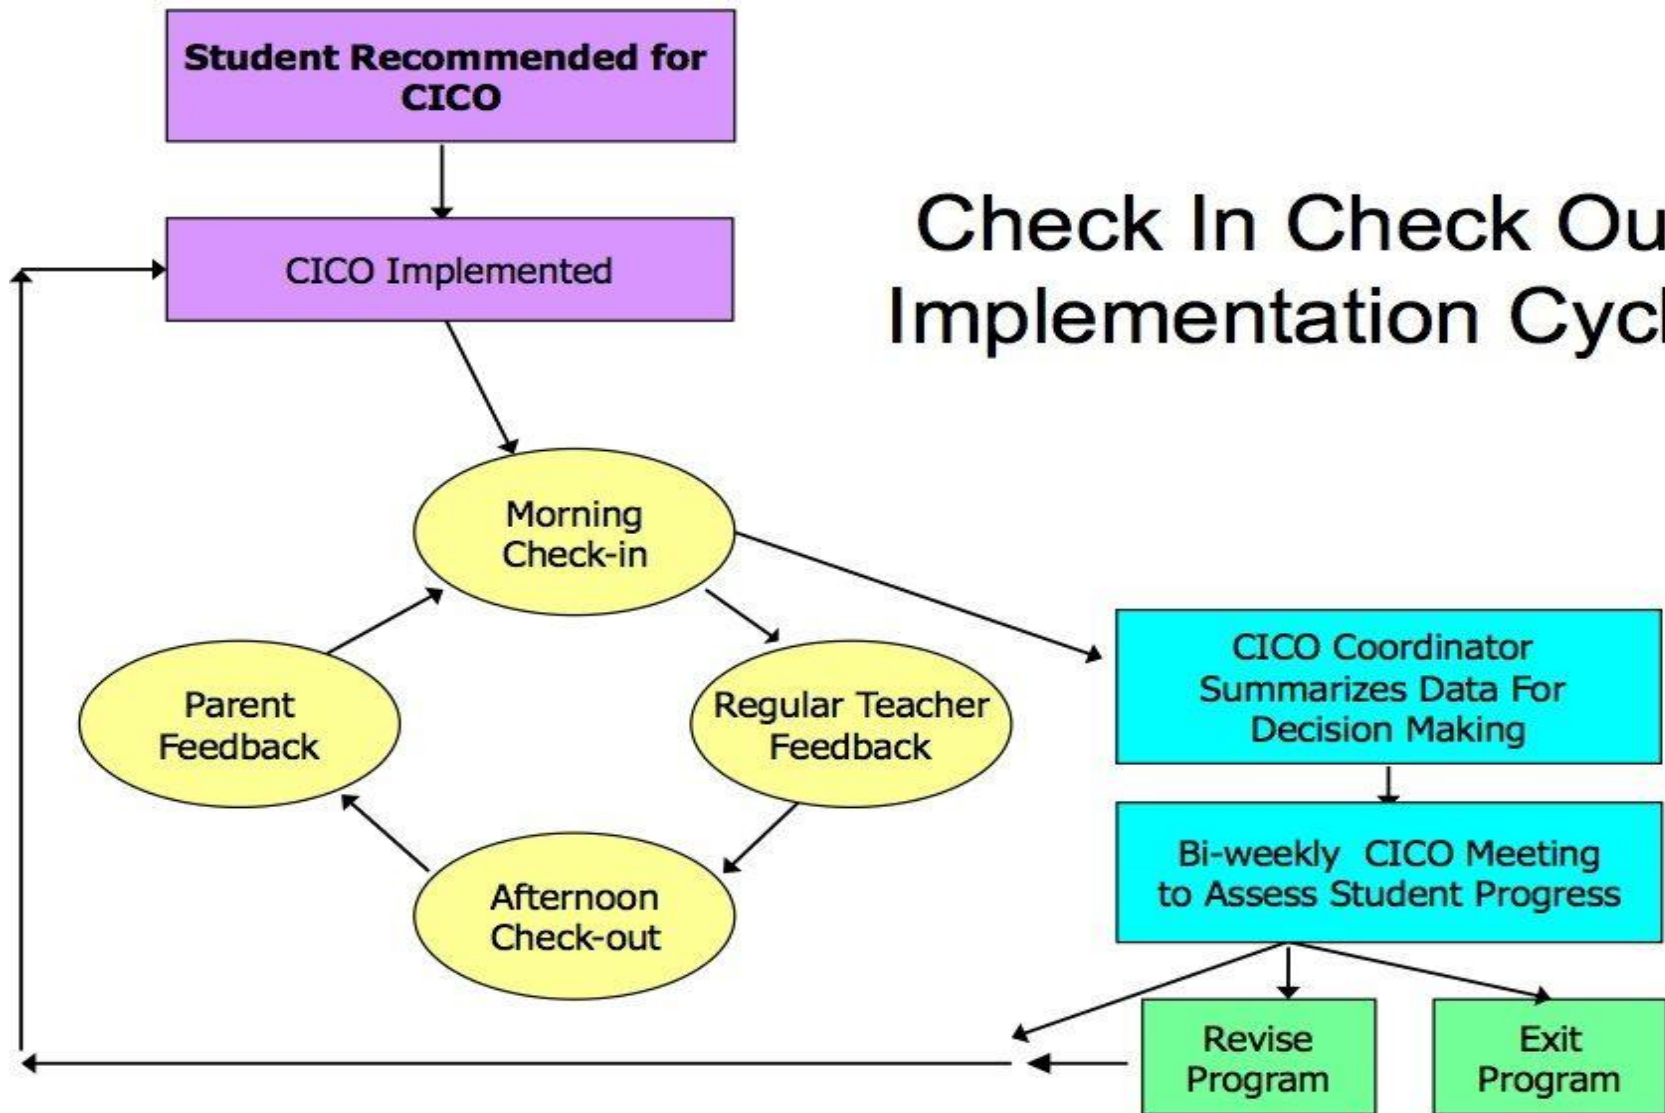 Student Recommended for
CICO
CICO Implemented
Check In Check Ou
Implementation Cycl
Morning
Check-in
Parent
Feedback
Regular Teacher
Feedback
Afternoon
Check-out
CICO Coordinator
Summarizes Data For
Decision Making
Bi-weekly CICO Meeting
to Assess Student Progress
Revise
Program
Exit
Program